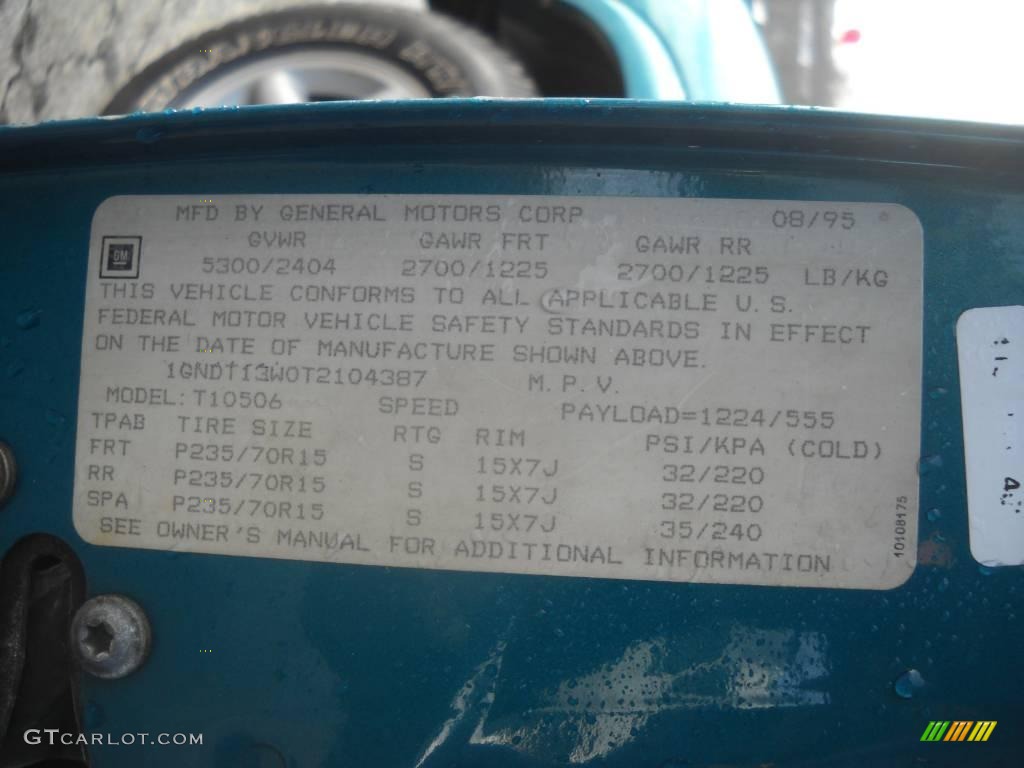 MFD BY GENERAL MOTORS CORP 08/95
GVWR GAWR FRT GAWR RR
GM
5300/2404 2700/1225 2700/1225 LB/KG
THIS VEHICLE CONFORMS TO ALL APPLICABLE U.S.
FEDERAL MOTOR VEHICLE SAFETY STANDARDS IN EFFECT
ON THE DATE OF MANUFACTURE SHOWN ABOVE.
1GNDT13W0T2104387 M.P.V.
MODEL:T10506 SPEED PAYLOAD=1224/555
TPAB TIRE SIZE RTG RIM PSI/KPA (COLD)
FRT P235/70R15 S 15X7J 32/220
RR P235/70R15 S 15X7J 32/220
SPA P235/70R15 S 15X7J 35/240
SEE OWNER'S MANUAL FOR ADDITIONAL INFORMATION
10108175
GTCARLOT.COM